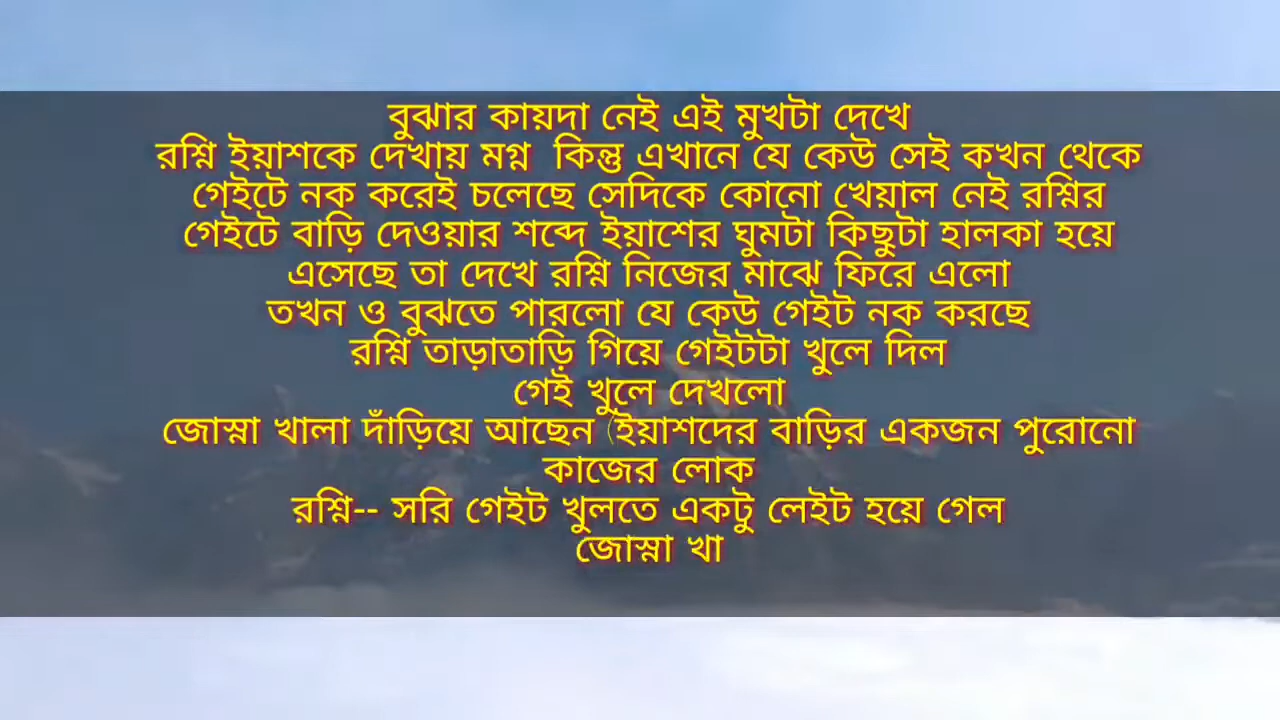 বুঝার কায়দা নেই এই মুখটা দেখে
রশ্নি ইয়াশকে দেখায় মগ্ন কিন্তু এখানে যে কেউ সেই কখন থেকে
গেইটে নক করেই চলেছে সেদিকে কোনো খেয়াল নেই রশ্নির
গেইটে বাড়ি দেওয়ার শব্দে ইয়াশের ঘুমটা কিছুটা হালকা হয়ে
এসেছে তা দেখে রশ্নি নিজের মাঝে ফিরে এলো
তখন ও বুঝতে পারলো যে কেউ গেইট নক করছে
রশ্নি তাড়াতাড়ি গিয়ে গেইটটা খুলে দিল
গেই খুলে দেখলো
জোস্না খালা দাঁড়িয়ে আছেন (ইয়াশদের বাড়ির একজন পুরোনো
কাজের লোক
রশ্নি-- সরি গেইট খুলতে একটু লেইট হয়ে গেল
জোস্না খা